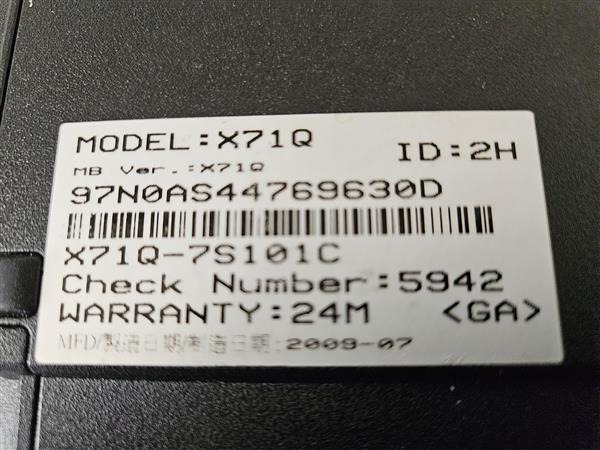 MODEL:X71Q
ID:2H
MB Ver.:X71Q
97N0AS44769630D
X71Q-7S101C
Check Number:5942
WARRANTY:24M <GA>
MFD/製造日期/制造日期:2009-07